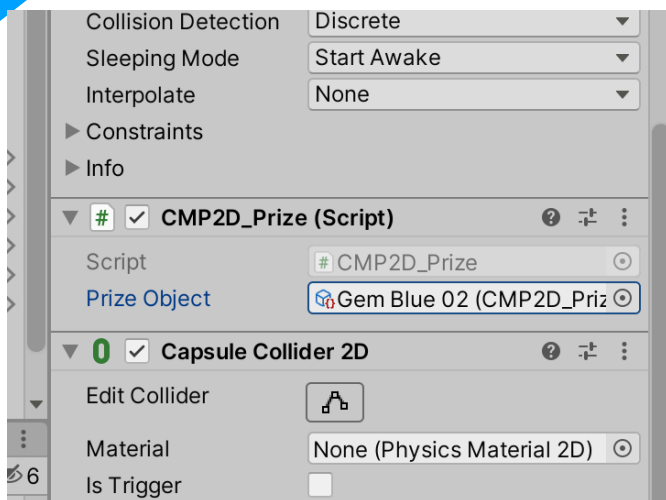 Collision Detection Discrete
Sleeping Mode Start Awake
Interpolate None
Constraints
Info
# CMP2D_Prize (Script)
Script # CMP2D_Prize
Prize Object Gem Blue 02 (CMP2D_Priz
Capsule Collider 2D
Edit Collider
Material None (Physics Material 2D)
6
Is Trigger